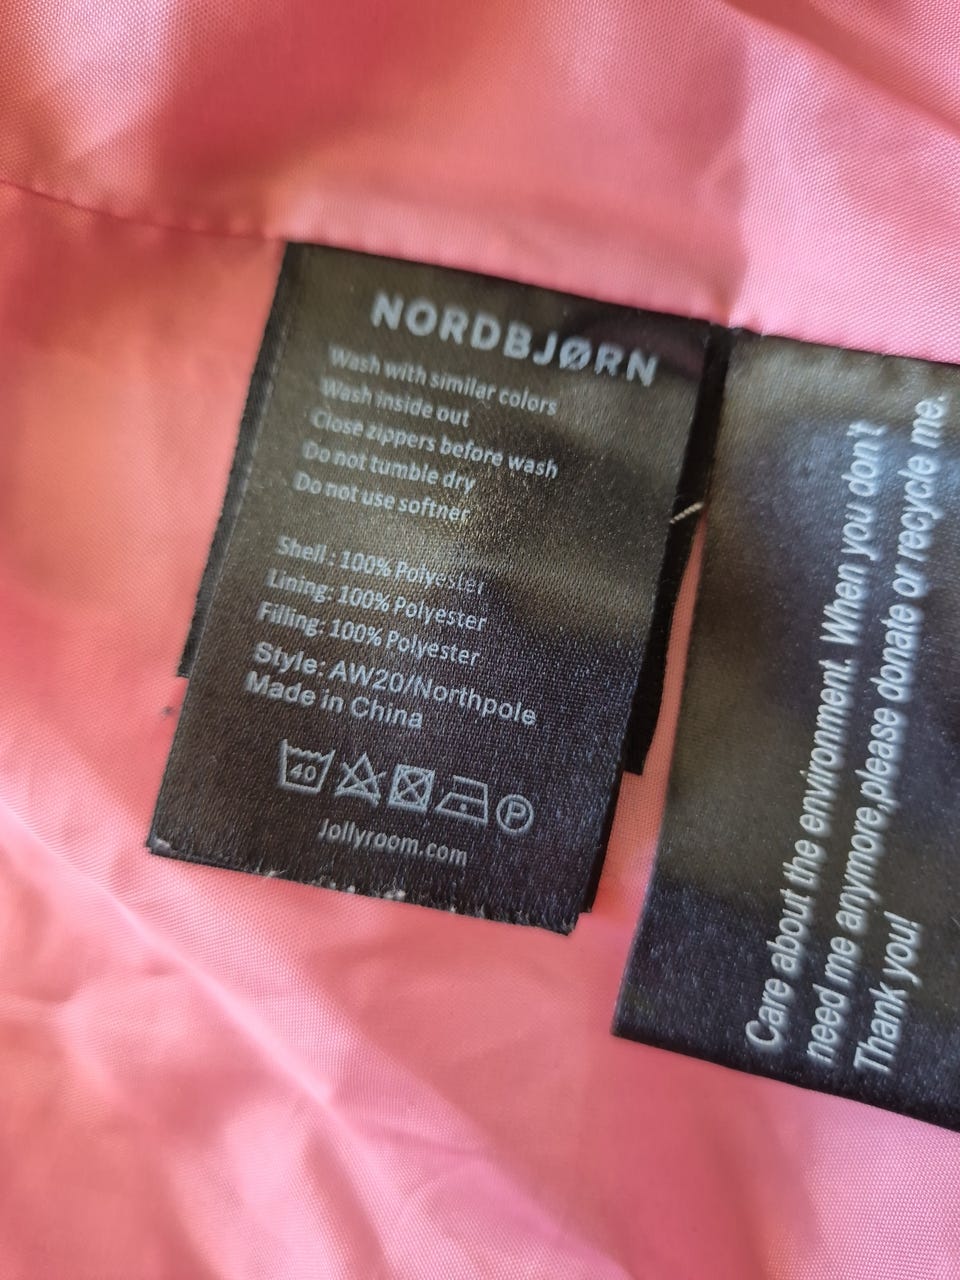 NORDBJØRN
Wash with similar colors
Wash inside out
Close zippers before wash
Do not tumble dry
Do not use softner
Shell: 100% Polyester
Lining: 100% Polyester
Filling: 100% Polyester
Style: AW20/Northpole
Made in China
40 P
Jollyroom.com
Care about the environment. When you don't
need me anymore,please donate or recycle me.
Thank you!